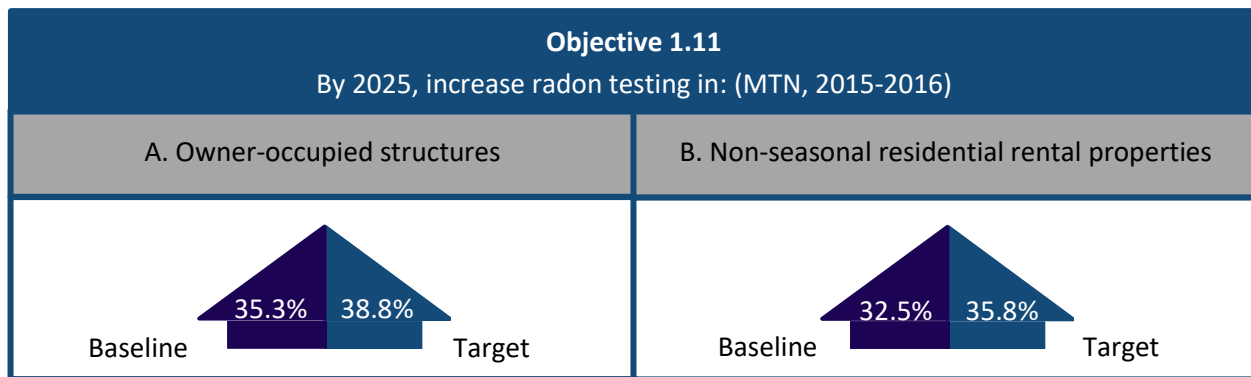 Objective 1.11
By 2025, increase radon testing in: (MTN, 2015-2016)
A. Owner-occupied structures
B. Non-seasonal residential rental properties
35.3% 38.8%
Baseline Target
32.5% 35.8%
Baseline Target